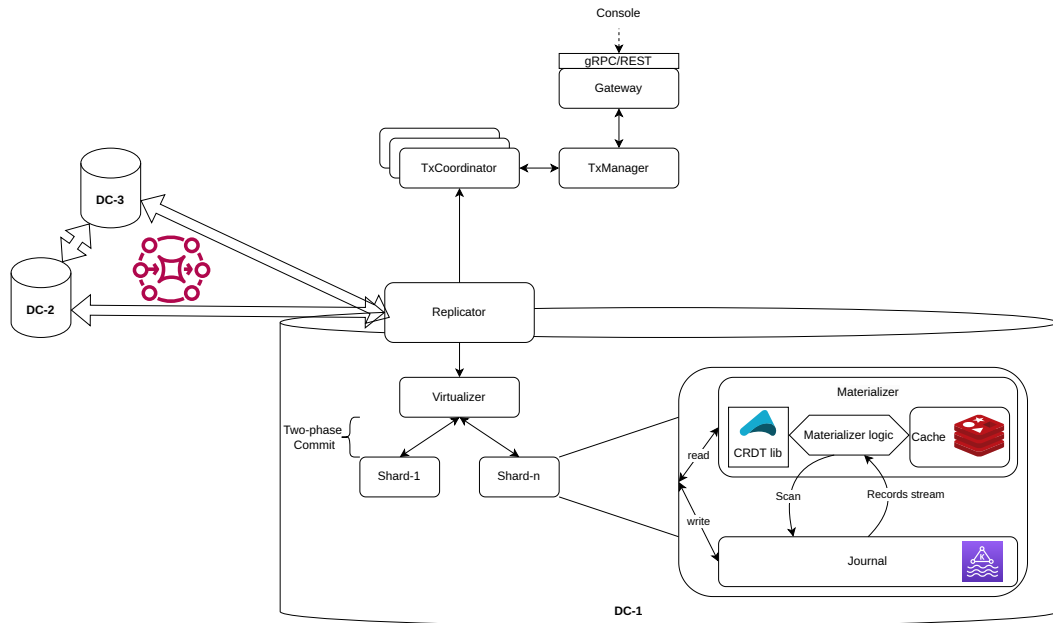 Console
gRPC/REST
Gateway
TxCoordinator
TxManager
DC-3
DC-2
Replicator
Virtualizer
Two-phase
Commit
Shard-1
Shard-n
Materializer
CRDT lib
Materializer logic
Cache
read
Scan
Records stream
write
Journal
K
DC-1